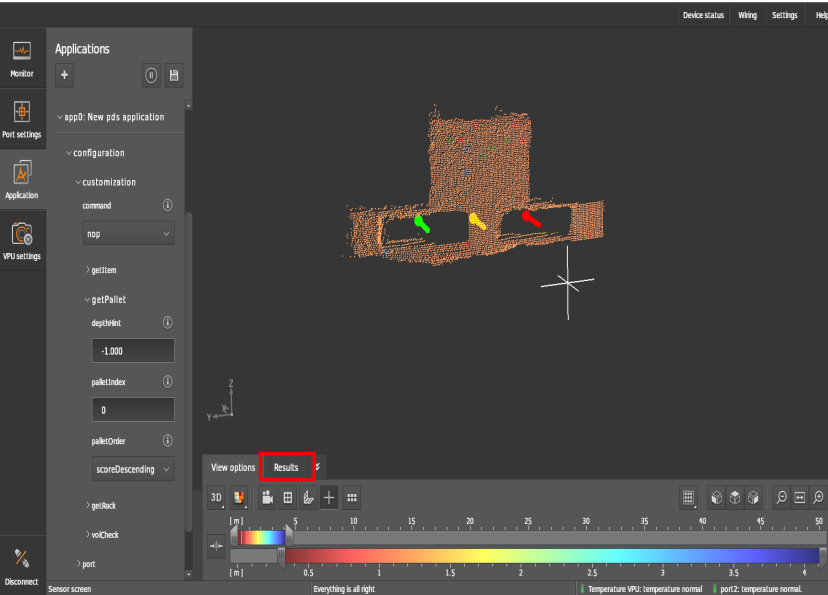 Device status Wiring Settings Help
Applications
Monitor
+
app0: New pds application
Port settings
configuration
customization
command
Application
nop
VPU settings
getItem
getPallet
depthHint
-1.000
palletIndex
0
palletOrder
scoreDescending
getRack
volCheck
port
Disconnect
Z
Y X
View options Results
3D
[m] 5 10 15 20 25 30 35 40 45 50
[m] 0.5 1 1.5 2 2.5 3 3.5 4
Sensor screen Everything is all right Temperature VPU: temperature normal port2: temperature normal.